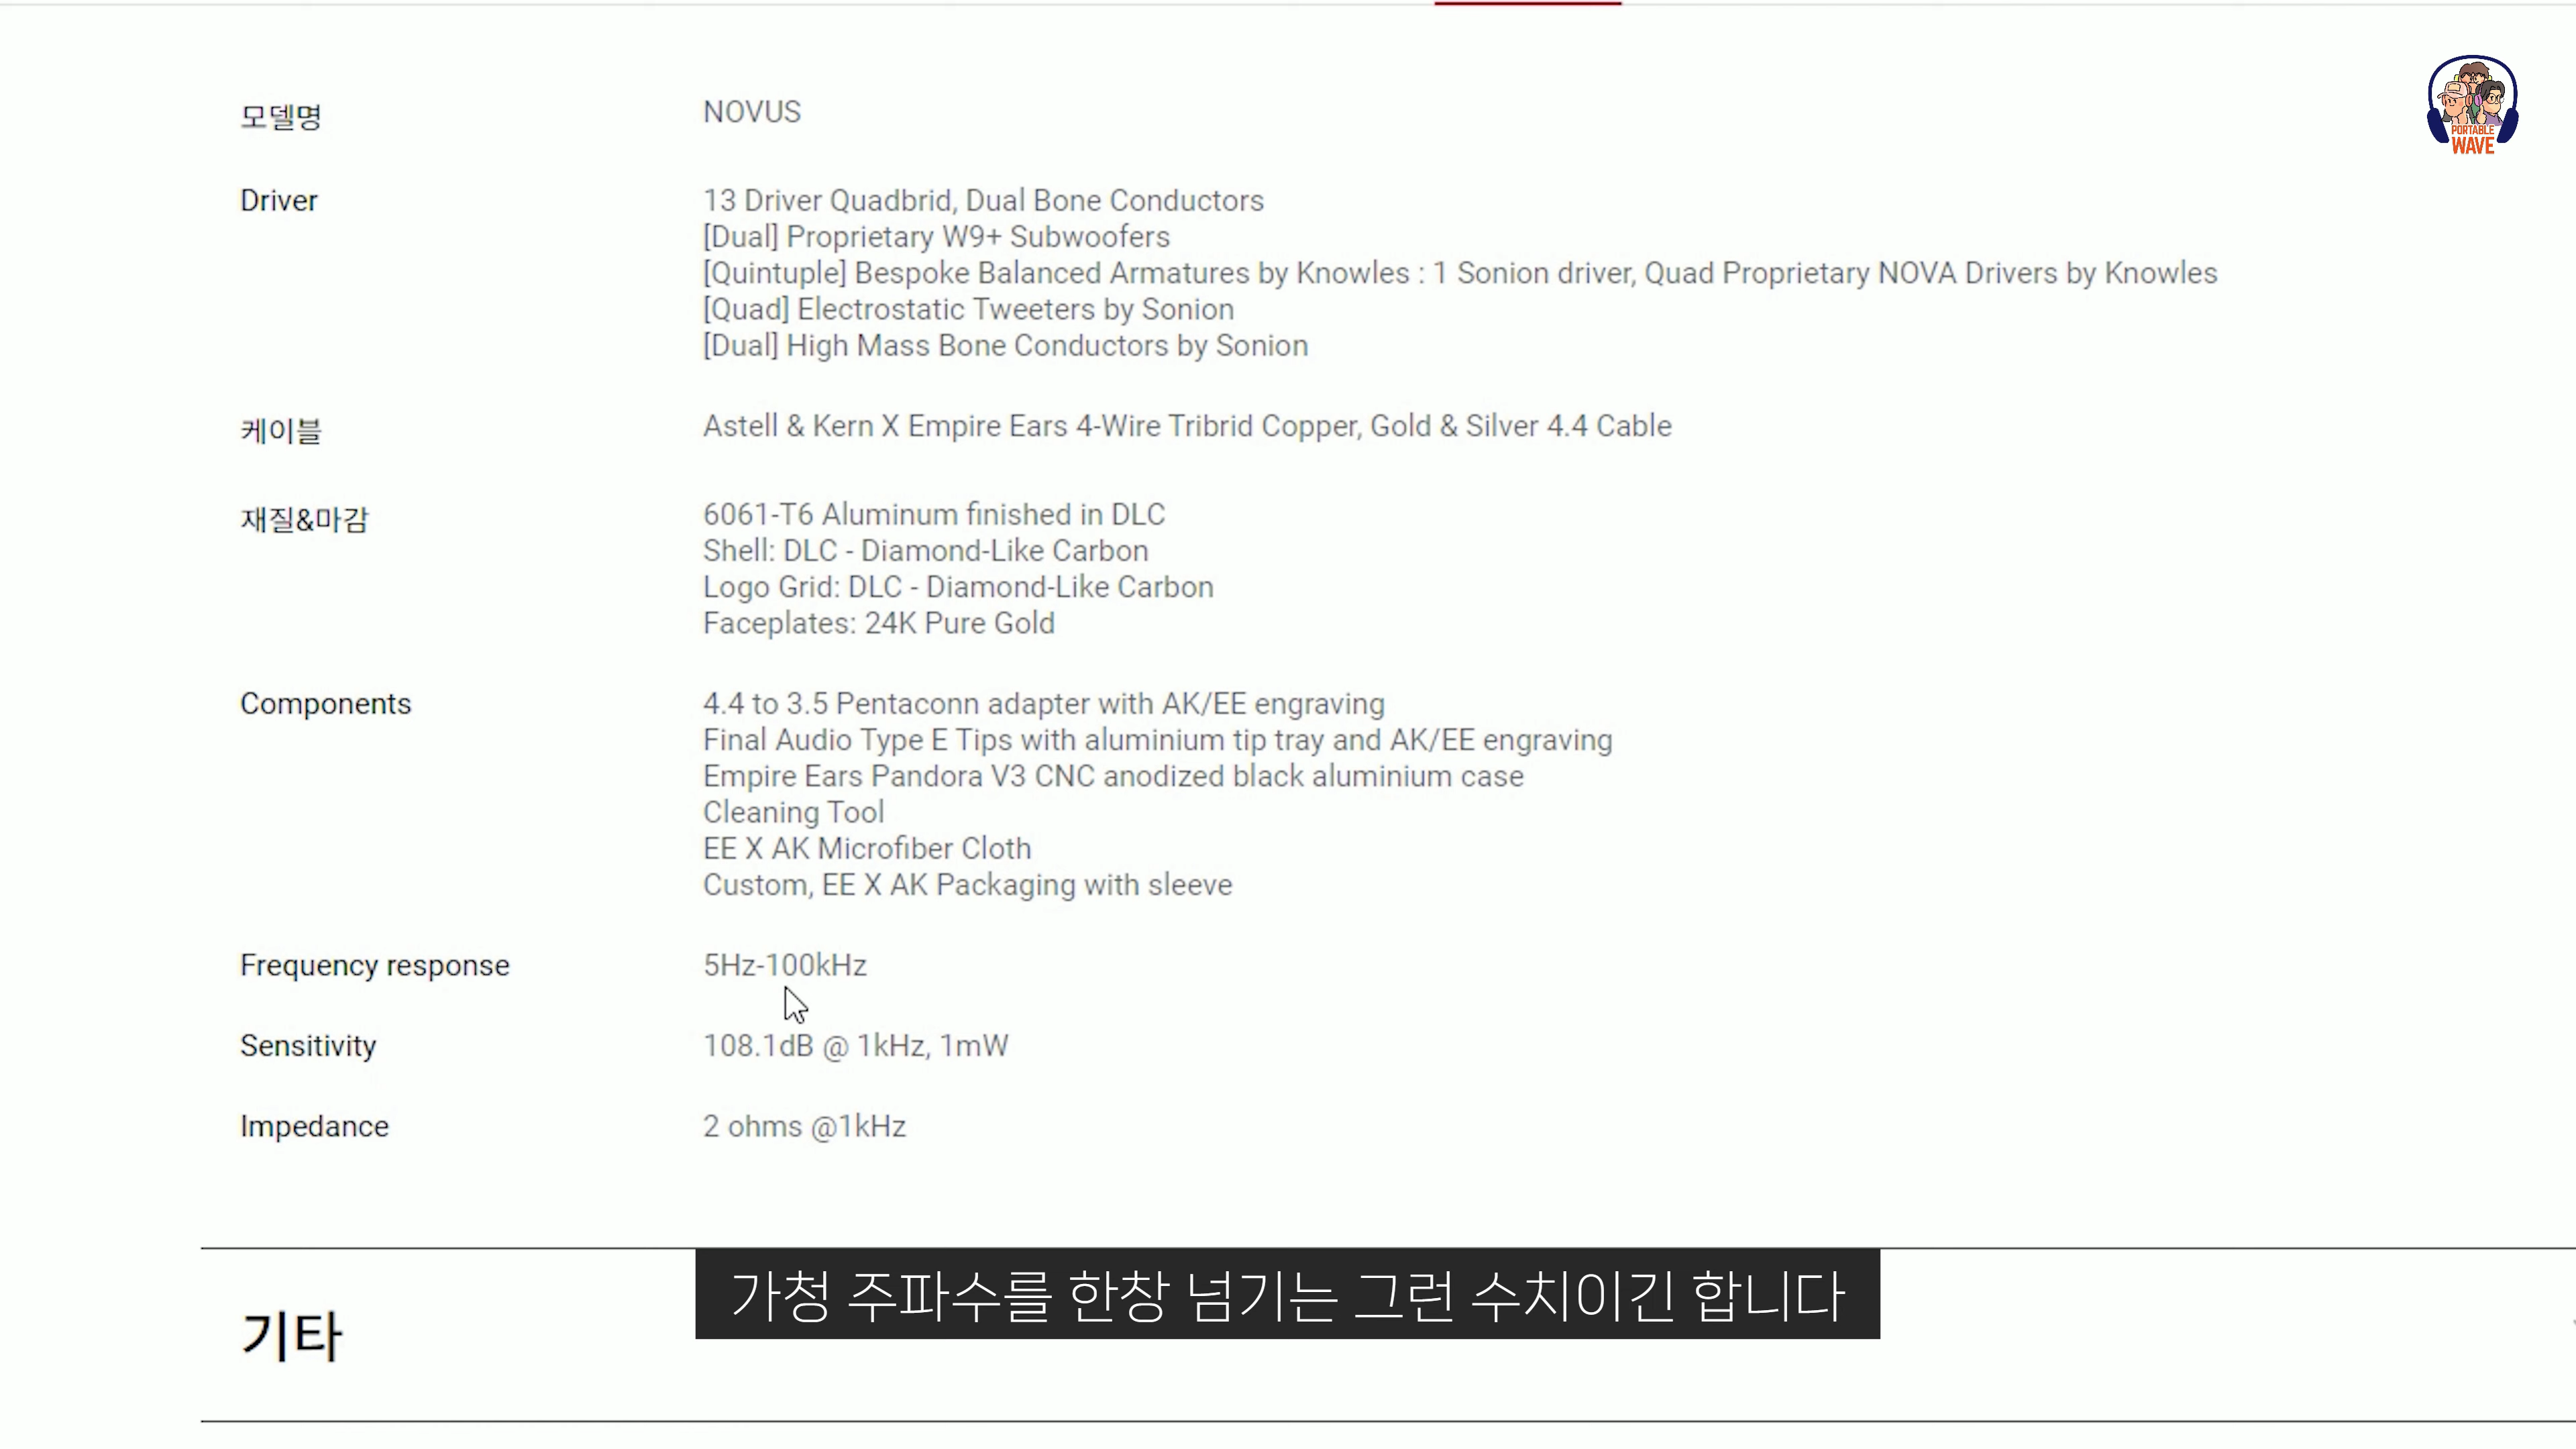 PORTABLE
WAVE
모델명
NOVUS
Driver
13 Driver Quadbrid, Dual Bone Conductors
[Dual] Proprietary W9+ Subwoofers
[Quintuple] Bespoke Balanced Armatures by Knowles : 1 Sonion driver, Quad Proprietary NOVA Drivers by Knowles
[Quad] Electrostatic Tweeters by Sonion
[Dual] High Mass Bone Conductors by Sonion
케이블
Astell & Kern X Empire Ears 4-Wire Tribrid Copper, Gold & Silver 4.4 Cable
재질&마감
6061-T6 Aluminum finished in DLC
Shell: DLC - Diamond-Like Carbon
Logo Grid: DLC - Diamond-Like Carbon
Faceplates: 24K Pure Gold
Components
4.4 to 3.5 Pentaconn adapter with AK/EE engraving
Final Audio Type E Tips with aluminium tip tray and AK/EE engraving
Empire Ears Pandora V3 CNC anodized black aluminium case
Cleaning Tool
EE X AK Microfiber Cloth
Custom, EE X AK Packaging with sleeve
Frequency response
5Hz-100kHz
Sensitivity
108.1dB @ 1kHz, 1mW
Impedance
2 ohms @1kHz
가청 주파수를 한창 넘기는 그런 수치이긴 합니다
기타